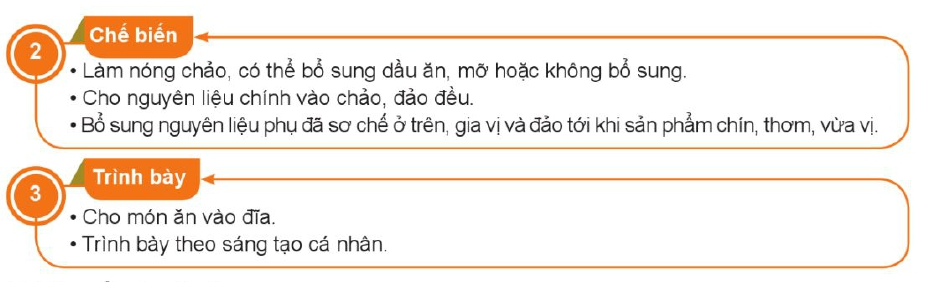 2
Chế biến
• Làm nóng chảo, có thể bổ sung dầu ăn, mỡ hoặc không bổ sung.
• Cho nguyên liệu chính vào chảo, đảo đều.
• Bổ sung nguyên liệu phụ đã sơ chế ở trên, gia vị và đảo tới khi sản phẩm chín, thơm, vừa vị.
3
Trình bày
• Cho món ăn vào đĩa.
• Trình bày theo sáng tạo cá nhân.